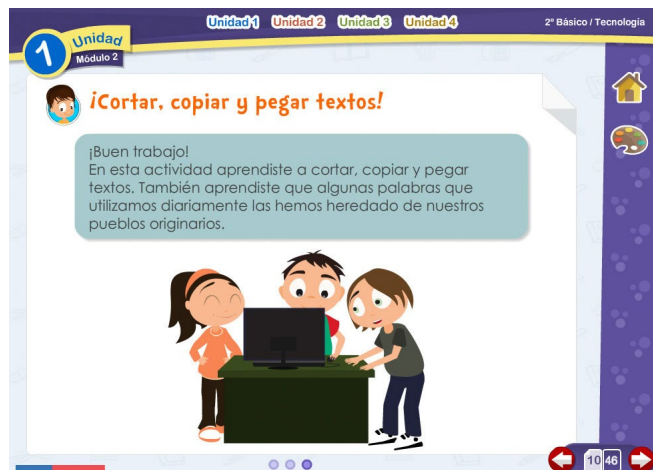 Unidad 1 Unidad 2 Unidad 3 Unidad 4
2º Básico / Tecnología
1
Unidad
Módulo 2
¡Cortar, copiar y pegar textos!
¡Buen trabajo!
En esta actividad aprendiste a cortar, copiar y pegar
textos. También aprendiste que algunas palabras que
utilizamos diariamente las hemos heredado de nuestros
pueblos originarios.
10 46